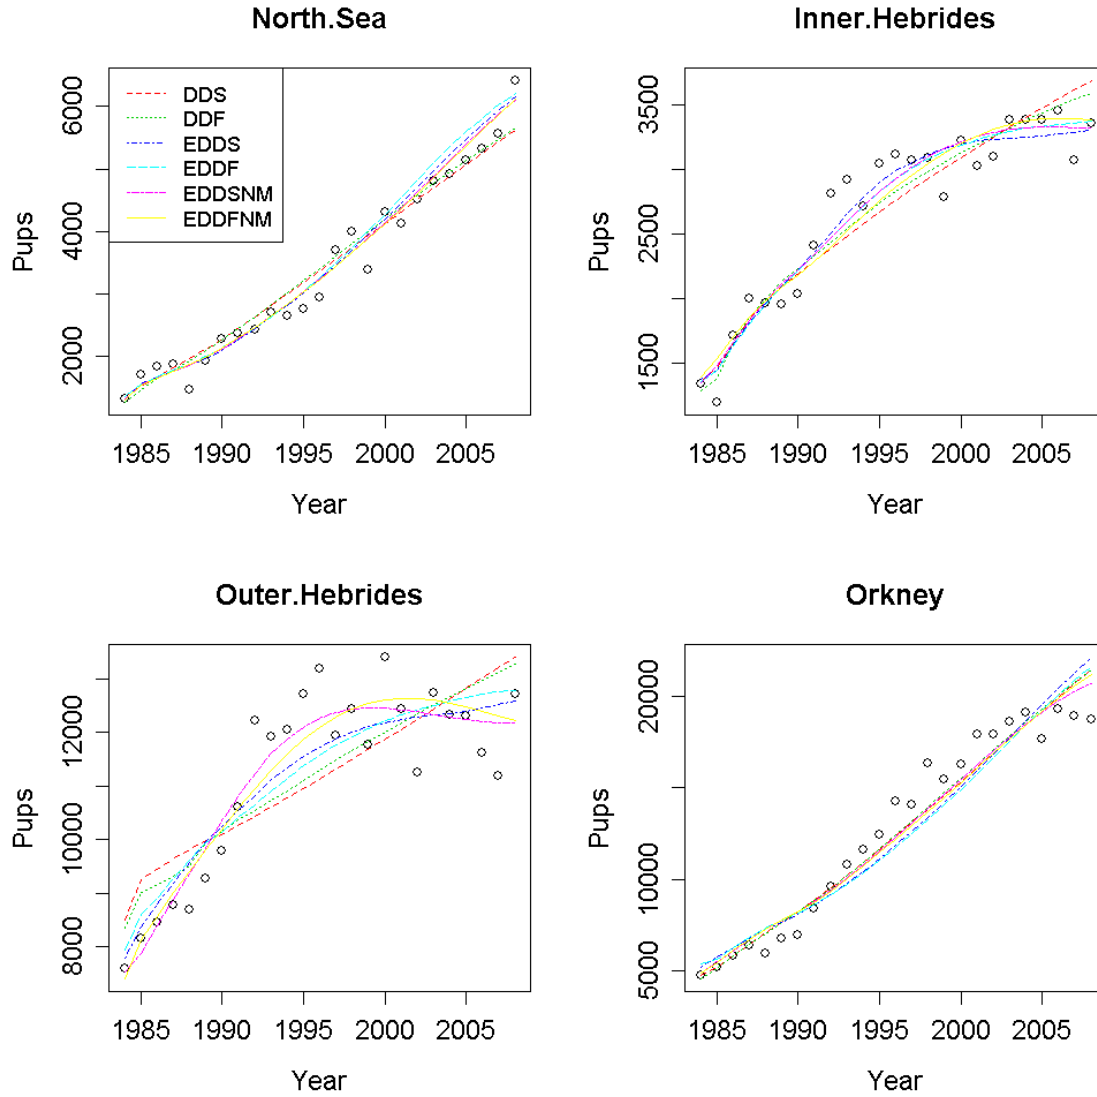 North.Sea
Pups
6000
4000
2000
DDS
DDF
EDDS
EDDF
EDDSNM
EDDFNM
1985 1990 1995 2000 2005
Year
Inner.Hebrides
Pups
3500
2500
1500
1985 1990 1995 2000 2005
Year
Outer.Hebrides
Pups
12000
10000
8000
1985 1990 1995 2000 2005
Year
Orkney
Pups
20000
10000
5000
1985 1990 1995 2000 2005
Year